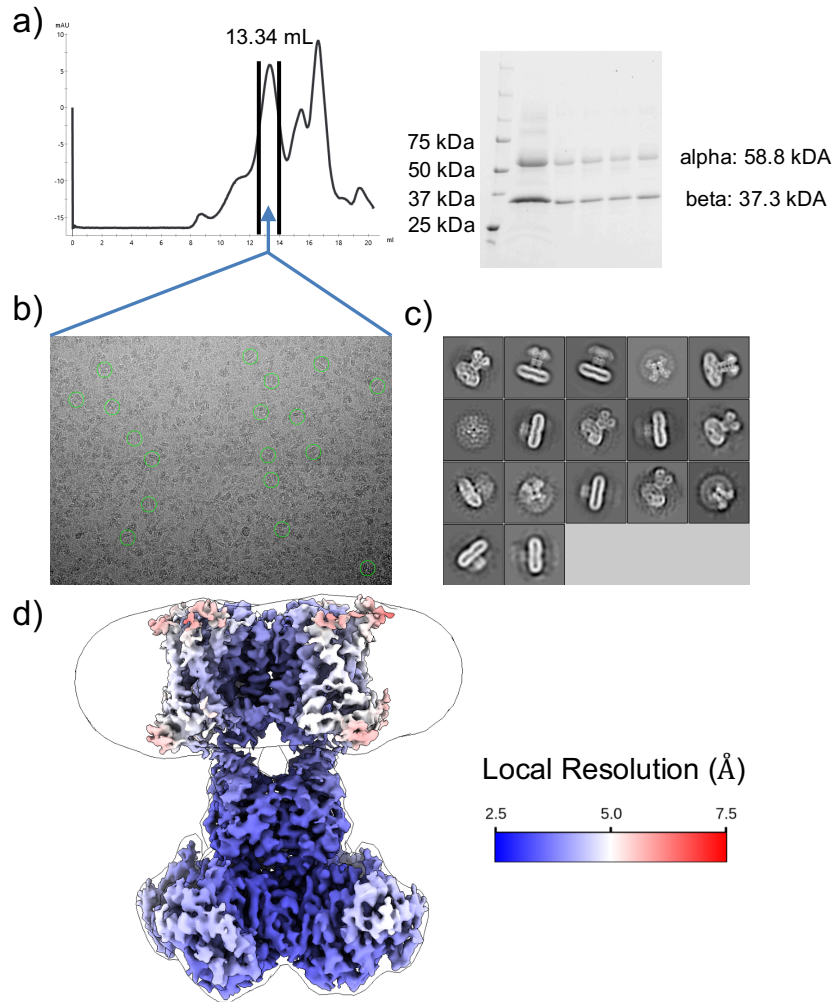 a)
13.34 mL
mAU
10
5
0
-5
-10
-15
0
2
4
6
8
10
12
14
16
18
20
ml
75 kDa
50 kDa
37 kDa
25 kDa
alpha: 58.8 kDA
beta: 37.3 kDA
b)
c)
d)
Local Resolution (Å)
2.5
5.0
7.5